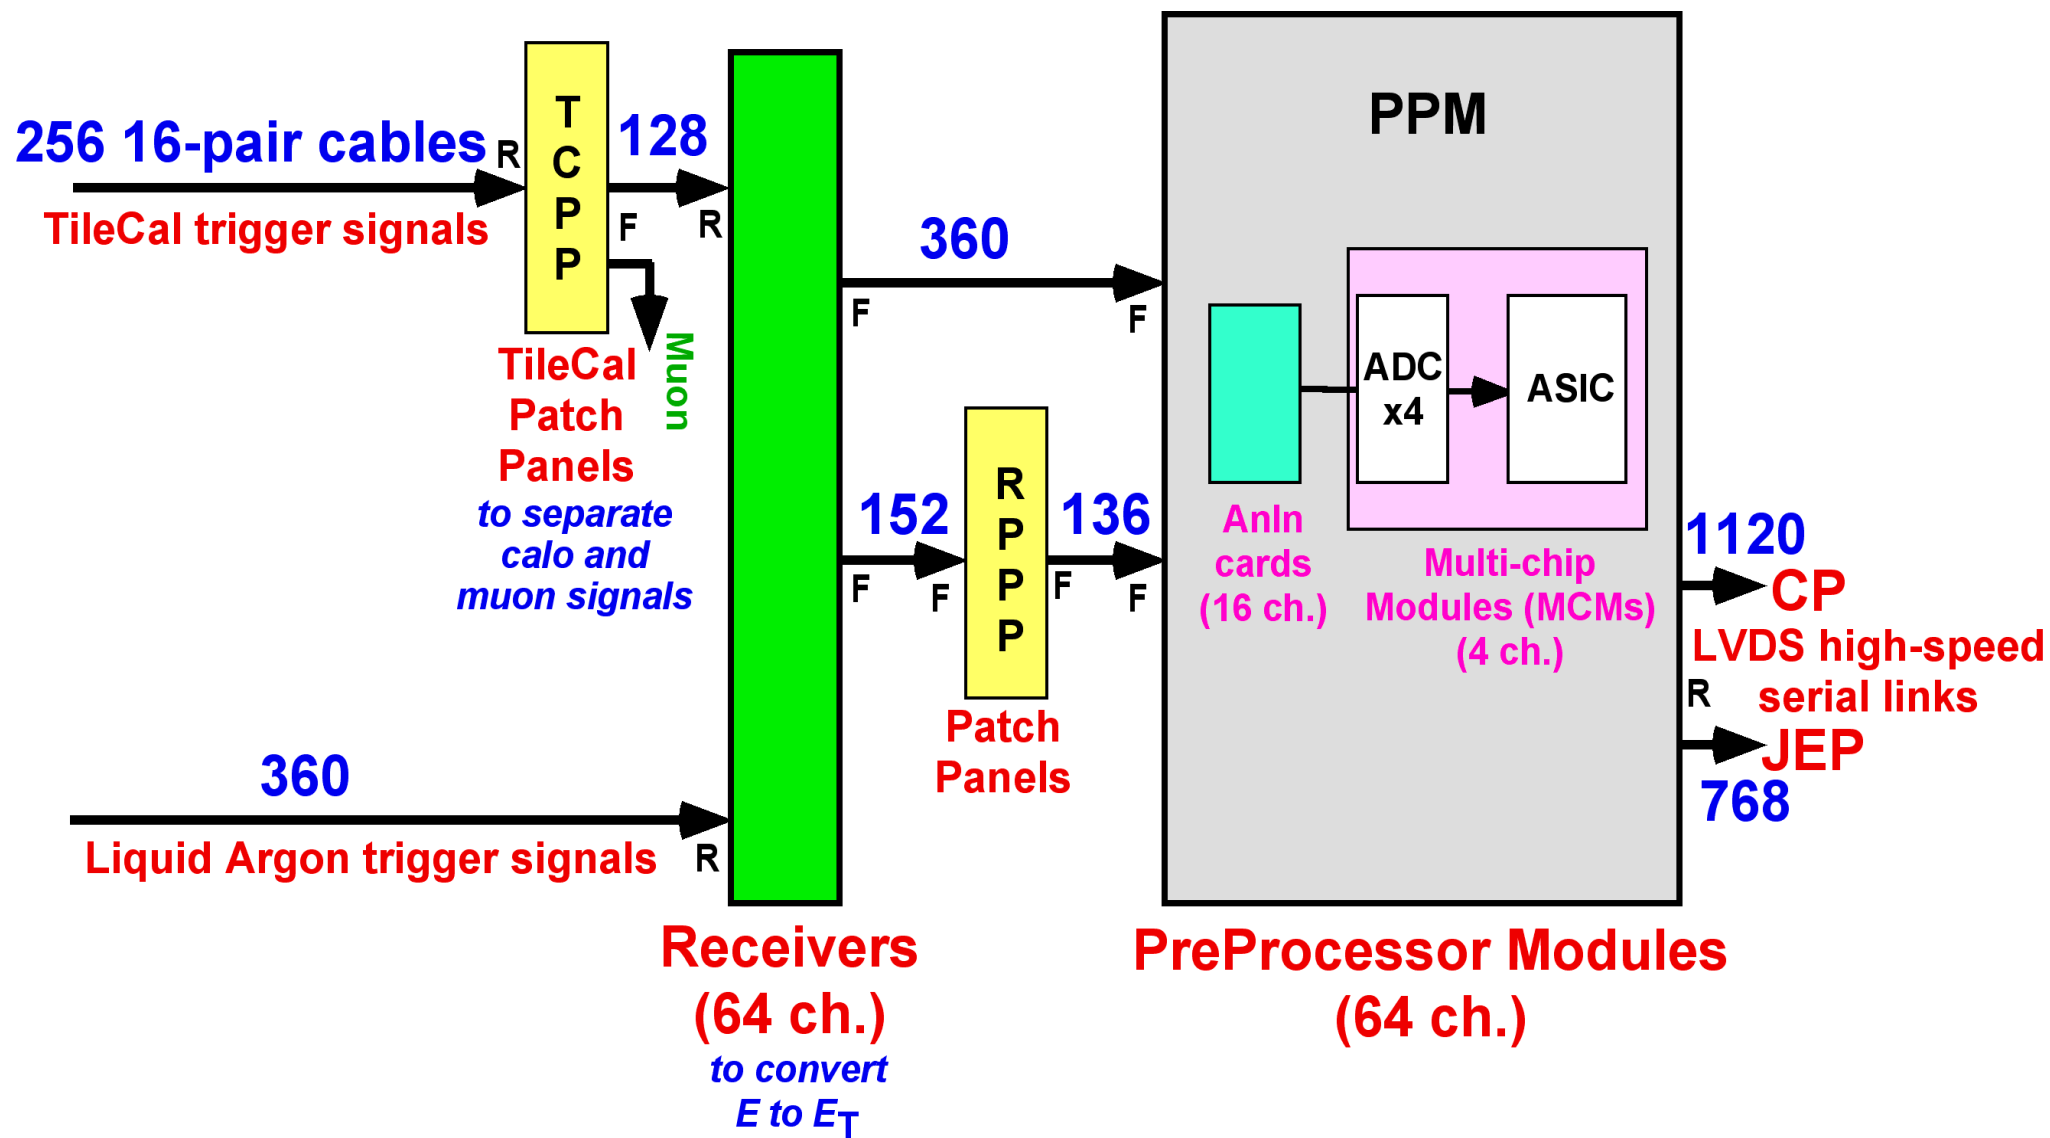 256 16-pair cables
R
TileCal trigger signals
T
C
P
P
128
F
R
Muon
TileCal
Patch
Panels
to separate
calo and
muon signals
360
Liquid Argon trigger signals
R
Receivers
(64 ch.)
to convert
E to ET
360
F
F
152
F
F
R
P
P
P
Patch
Panels
136
F
F
PPM
AnIn
cards
(16 ch.)
ADC
x4
ASIC
Multi-chip
Modules (MCMs)
(4 ch.)
PreProcessor Modules
(64 ch.)
1120
CP
LVDS high-speed
serial links
R
JEP
768